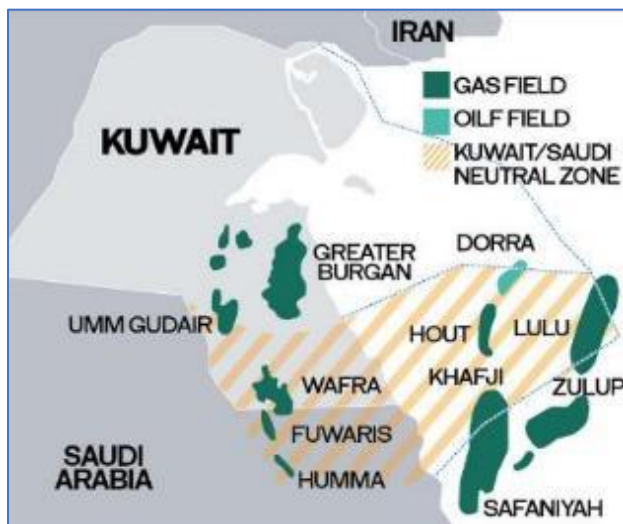 IRAN
GAS FIELD
OILF FIELD
KUWAIT/SAUDI
NEUTRAL ZONE
KUWAIT
DORRA
GREATER
BURGAN
UMM GUDAIR
HOUT
LULU
WAFRA
KHAFJI
ZULUP
FUWARIS
SAUDI
ARABIA
HUMMA
SAFANIYAH